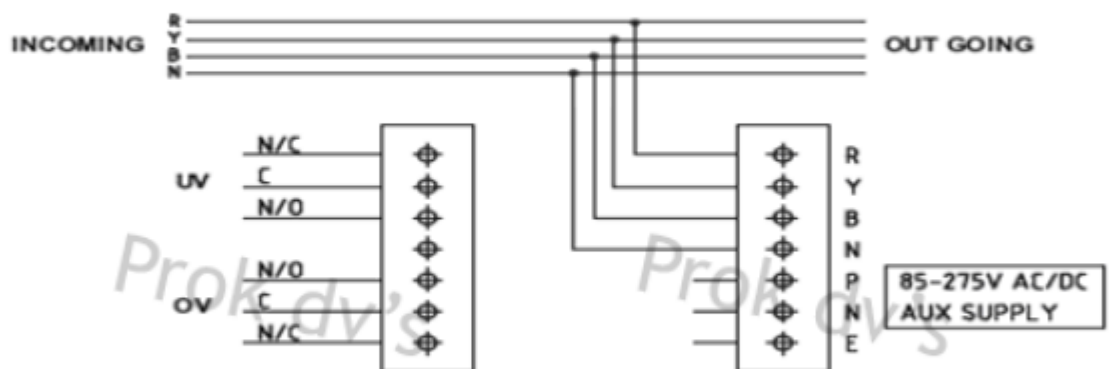 R
Y
INCOMING
B
N
OUT GOING
N/C
UV
C
N/O
N/O
OV
C
N/C
R
Y
B
N
P
N
E
85-275V AC/DC
AUX SUPPLY
Prok dv's
Prok dv's